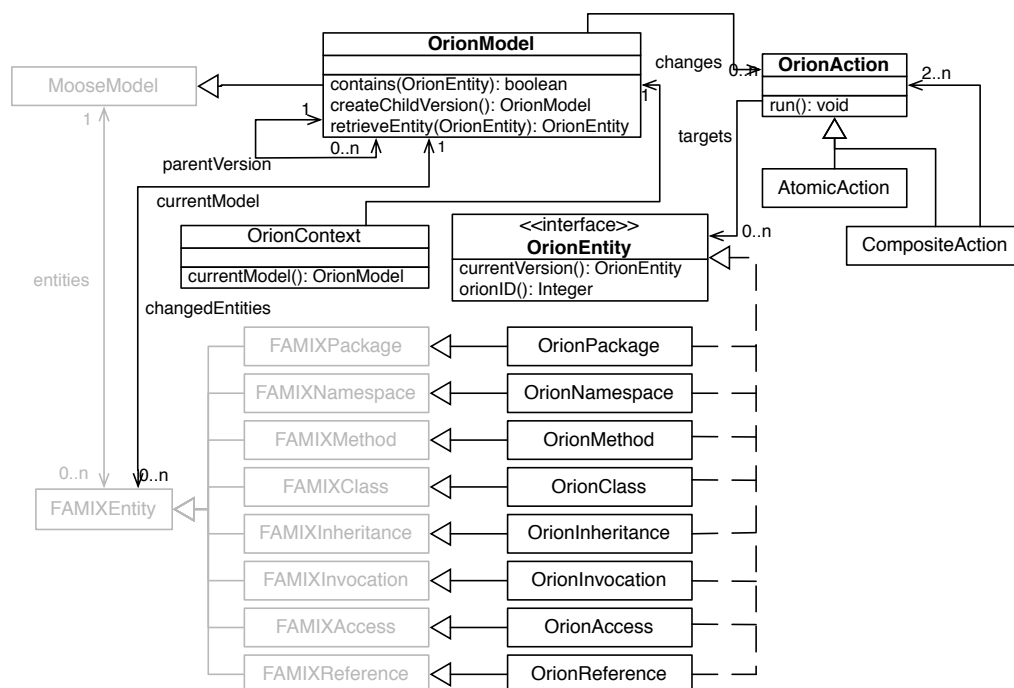 OrionModel
contains(OrionEntity): boolean
createChildVersion(): OrionModel
retrieveEntity(OrionEntity): OrionEntity
MooseModel
1
1
0..n
parentVersion
1
1
changes
0..n
OrionAction
run(): void
2..n
targets
AtomicAction
CompositeAction
currentModel
OrionContext
currentModel(): OrionModel
<<interface>>
OrionEntity
currentVersion(): OrionEntity
orionID(): Integer
0..n
entities
changedEntities
0..n
0..n
FAMIXEntity
FAMIXPackage
OrionPackage
FAMIXNamespace
OrionNamespace
FAMIXMethod
OrionMethod
FAMIXClass
OrionClass
FAMIXInheritance
OrionInheritance
FAMIXInvocation
OrionInvocation
FAMIXAccess
OrionAccess
FAMIXReference
OrionReference